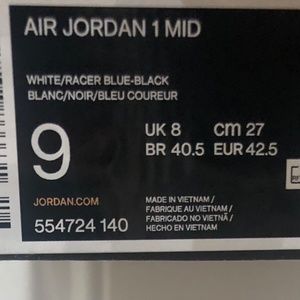 AIR JORDAN 1 MID
WHITE/RACER BLUE-BLACK
BLANC/NOIR/BLEU COUREUR
9
UK 8 cm 27
BR 40.5 EUR 42.5
JORDAN.COM
554724 140
MADE IN VIETNAM /
FABRIQUE AU VIETNAM /
FABRICADO NO VIETNÃ /
HECHO EN VIETNAM